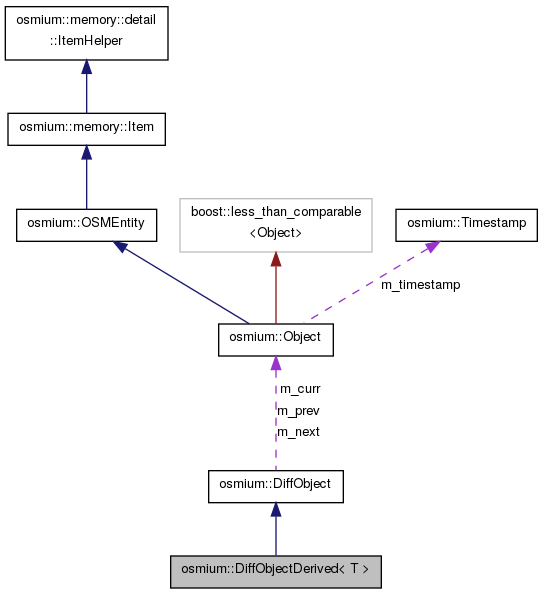 osmium::memory::detail
::ItemHelper
osmium::memory::Item
osmium::OSMEntity
boost::less_than_comparable
<Object>
osmium::Timestamp
m_timestamp
osmium::Object
m_curr
m_prev
m_next
osmium::DiffObject
osmium::DiffObjectDerived< T >